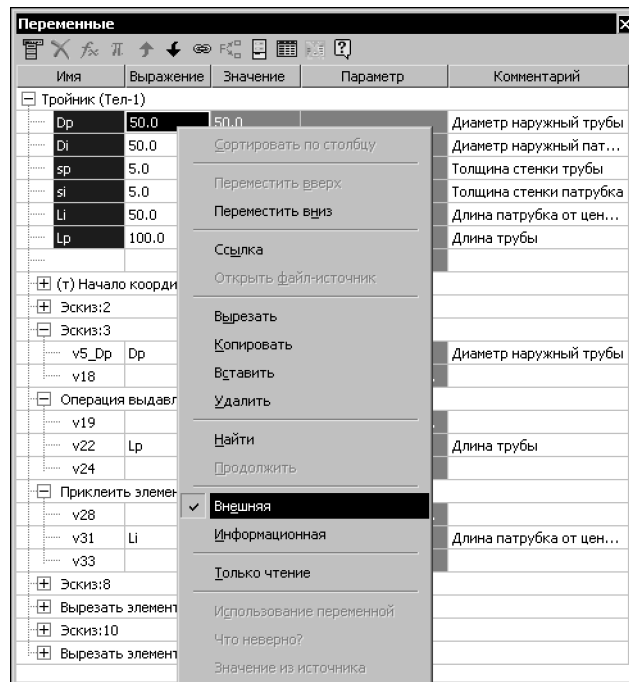 Переменные
Имя Выражение Значение Параметр Комментарий
Тройник (Тел-1)
Dp 50.0 50.0 Диаметр наружный трубы
Di 50.0 Диаметр наружный пат...
sp 5.0 Толщина стенки трубы
si 5.0 Толщина стенки патрубка
Li 50.0 Длина патрубка от цен...
Lp 100.0 Длина трубы
(т) Начало коорди
Эскиз:2
Эскиз:3
v5_Dp Dp Диаметр наружный трубы
v18
Операция выдавл
v19
v22 Lp Длина трубы
v24
Приклеить элемен
v28
v31 Li Длина патрубка от цен...
v33
Эскиз:8
Вырезать элемент
Эскиз:10
Вырезать элемент
Сортировать по столбцу
Переместить вверх
Переместить вниз
Ссылка
Открыть файл-источник
Вырезать
Копировать
Вставить
Удалить
Найти
Продолжить
Внешняя
Информационная
Только чтение
Использование переменной
Что неверно?
Значение из источника